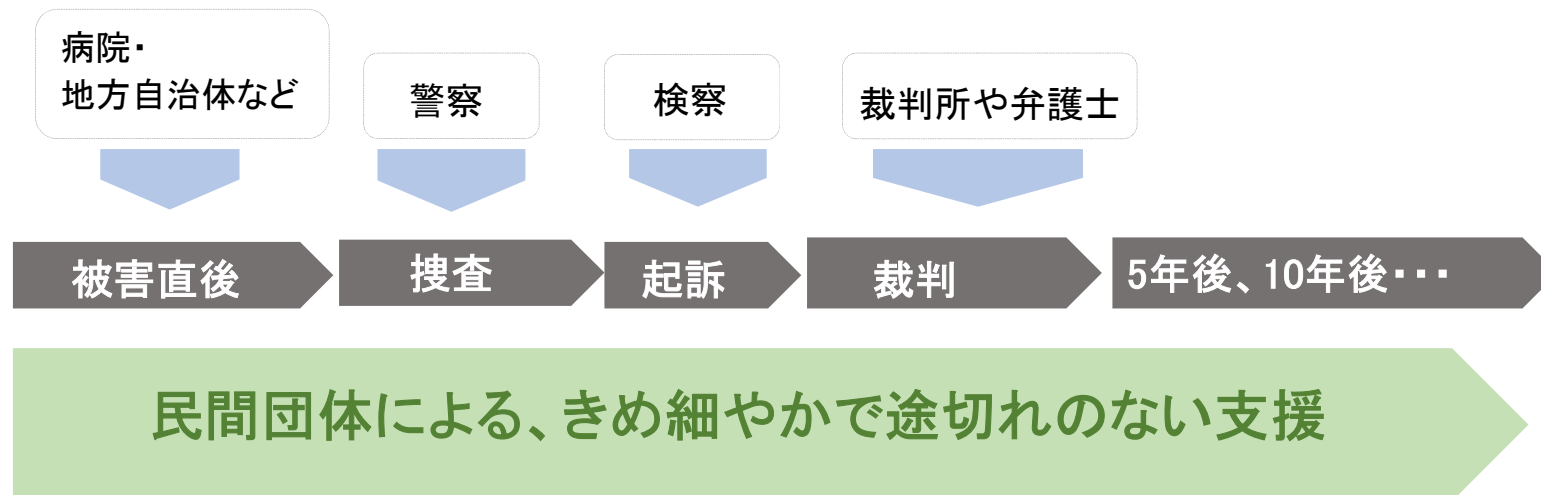 病院・
地方自治体など
警察
検察
裁判所や弁護士
被害直後
捜査
起訴
裁判
5年後、10年後・・・
民間団体による、きめ細やかで途切れのない支援